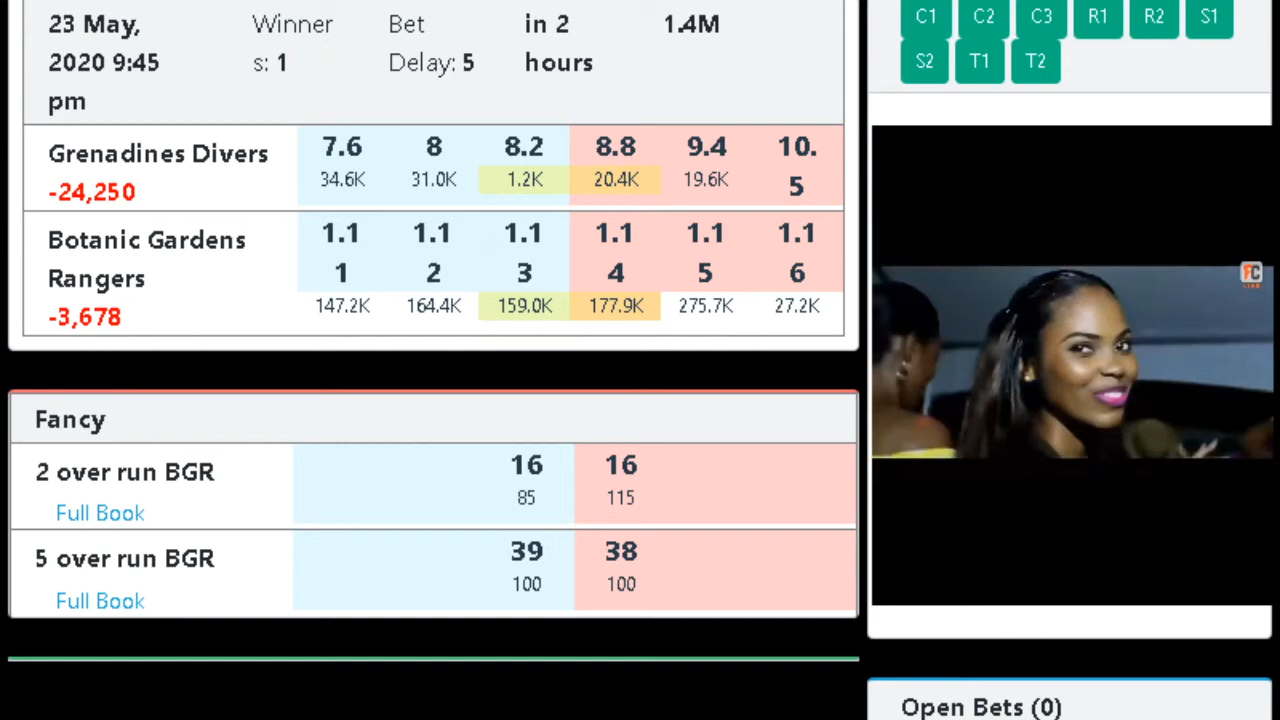 23 May,
2020 9:45
pm
Winner
s: 1
Bet
Delay: 5
in 2
hours
1.4M
Grenadines Divers
-24,250
7.6
34.6K
8
31.0K
8.2
1.2K
8.8
20.4K
9.4
19.6K
10.
5
Botanic Gardens
Rangers
-3,678
1.1
1
147.2K
1.1
2
164.4K
1.1
3
159.0K
1.1
4
177.9K
1.1
5
275.7K
1.1
6
27.2K
Fancy
2 over run BGR
Full Book
16
85
16
115
5 over run BGR
Full Book
39
100
38
100
C1 C2 C3 R1 R2 S1
S2 T1 T2
FC
LIVE
Open Bets (0)